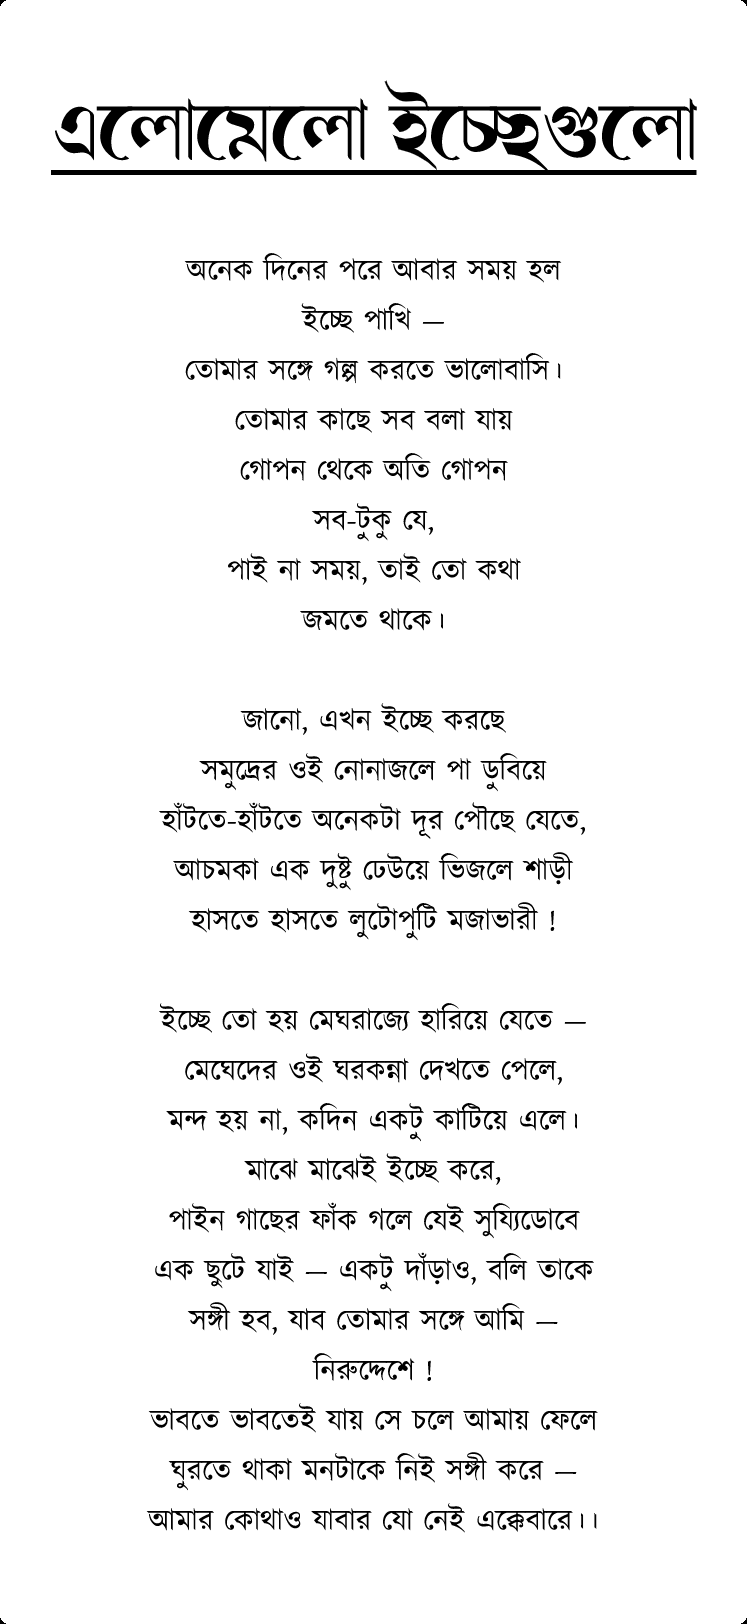 এলোমেলো ইচ্ছেগুলো
অনেক দিনের পরে আবার সময় হল
ইচ্ছে পাখি —
তোমার সঙ্গে গল্প করতে ভালোবাসি।
তোমার কাছে সব বলা যায়
গোপন থেকে অতি গোপন
সব-টুকু যে,
পাই না সময়, তাই তো কথা
জমতে থাকে।
জানো, এখন ইচ্ছে করছে
সমুদ্রের ওই নোনাজলে পা ডুবিয়ে
হাঁটতে-হাঁটতে অনেকটা দূর পৌছে যেতে,
আচমকা এক দুষ্টু ঢেউয়ে ভিজলে শাড়ী
হাসতে হাসতে লুটোপুটি মজাভারী !
ইচ্ছে তো হয় মেঘরাজ্যে হারিয়ে যেতে —
মেঘেদের ওই ঘরকন্না দেখতে পেলে,
মন্দ হয় না, কদিন একটু কাটিয়ে এলে।
মাঝে মাঝেই ইচ্ছে করে,
পাইন গাছের ফাঁক গলে যেই সুয্যিডোবে
এক ছুটে যাই — একটু দাঁড়াও, বলি তাকে
সঙ্গী হব, যাব তোমার সঙ্গে আমি —
নিরুদ্দেশে !
ভাবতে ভাবতেই যায় সে চলে আমায় ফেলে
ঘুরতে থাকা মনটাকে নিই সঙ্গী করে —
আমার কোথাও যাবার যো নেই এক্কেবারে।।